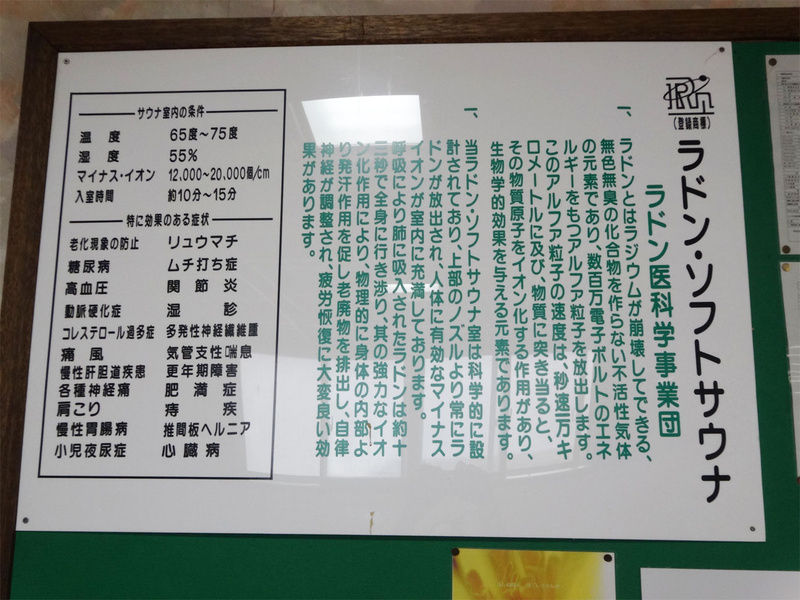 (登録商標)
ラドン・ソフトサウナ
ラドン医科学事業団
一、ラドンとはラジウムが崩壊してできる、
無色無臭の化合物を作らない不活性気体
の元素であり、数百万電子ボルトのエネ
ルギーをもつアルファ粒子を放出します。
このアルファ粒子の速度は、秒速万キ
ロメートルに及び、物質に突き当ると、
その物質原子をイオン化する作用があり、
生物学的効果を与える元素であります。
一、当ラドン・ソフトサウナ室は科学的に設
計されており、上部のノズルより常にラ
ドンが放出され、人体に有効なマイナス
イオンが室内に充満しております。
呼吸により肺に吸入されたラドンは約十
二秒で全身に行き渉り、其の強力なイオ
ン化作用により、物理的に身体の内部よ
り発汗作用を促し老廃物を排出し、自律
神経が調整され、疲労恢復に大変良い効
果があります。
サウナ室内の条件
温度 65度～75度
湿度 55%
マイナス・イオン 12,000～20,000個/cm
入室時間 約10分～15分
特に効果のある症状
老化現象の防止 リュウマチ
糖尿病 ムチ打ち症
高血圧 関節炎
動脈硬化症 湿診
コレステロール過多症 多発性神経繊維腫
痛風 気管支性喘息
慢性肝胆道疾患 更年期障害
各種神経痛 肥満症
肩こり 痔疾
慢性胃腸病 推間板ヘルニア
小児夜尿症 心臓病